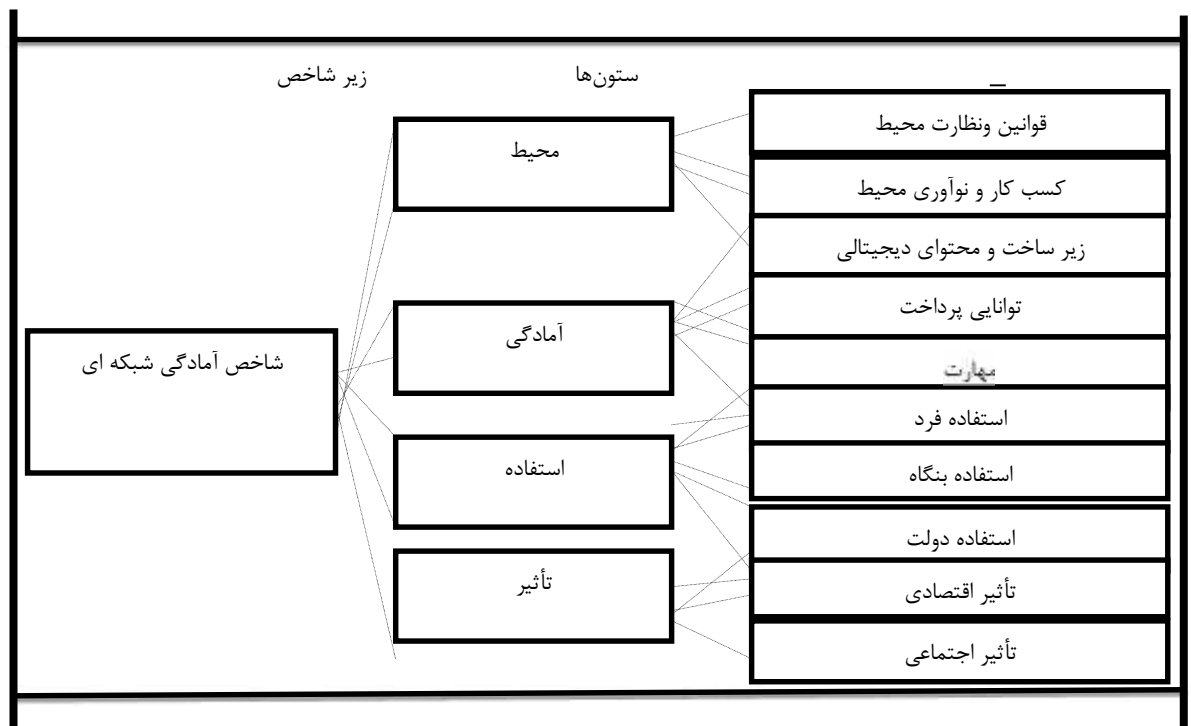 زیر شاخص
ستون‌ها
شاخص آمادگی شبکه ای
محیط
آمادگی
استفاده
تأثیر
قوانین ونظارت محیط
کسب کار و نوآوری محیط
زیر ساخت و محتوای دیجیتالی
توانایی پرداخت
مهارت
استفاده فرد
استفاده بنگاه
استفاده دولت
تأثیر اقتصادی
تأثیر اجتماعی